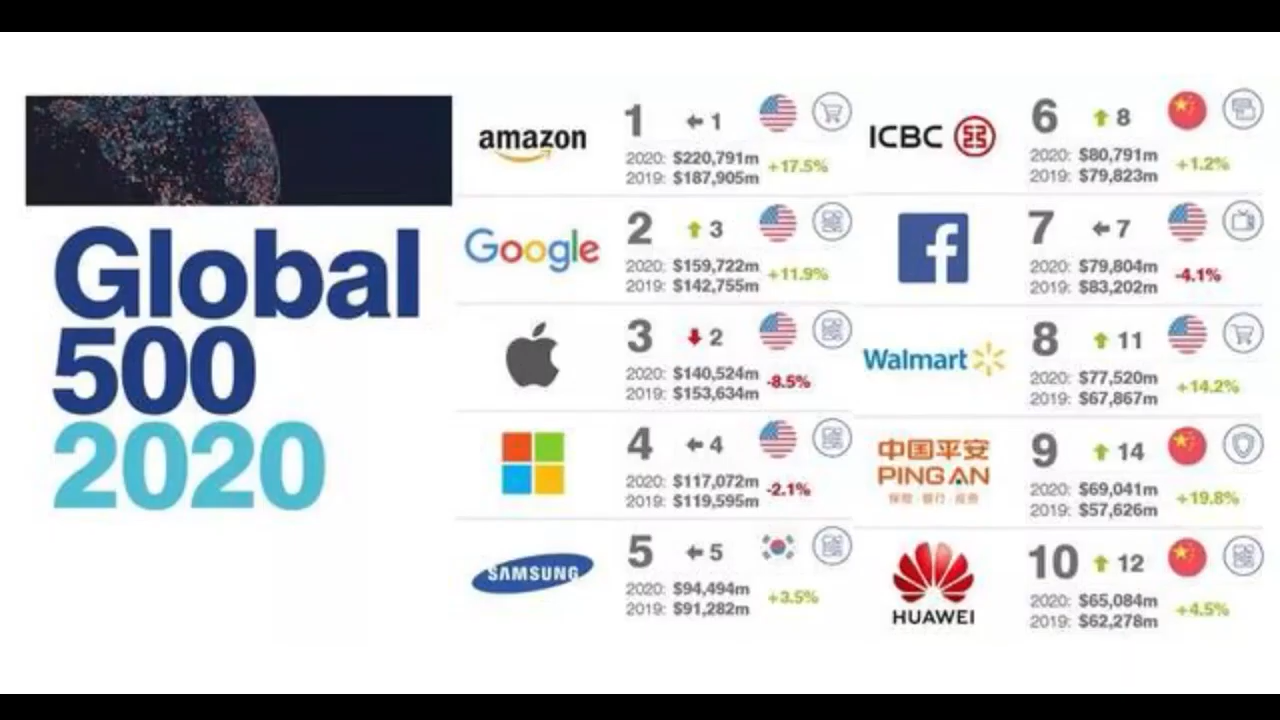 Global
500
2020
amazon
1 1
2020: $220,791m
2019: $187,905m
+17.5%
Google
2 3
2020: $159,722m
2019: $142,755m
+11.9%
3 2
2020: $140,524m
2019: $153,634m
-8.5%
4 4
2020: $117,072m
2019: $119,595m
-2.1%
SAMSUNG
5 5
2020: $94,494m
2019: $91,282m
+3.5%
ICBC
6 8
2020: $80,791m
2019: $79,823m
+1.2%
f
7 7
2020: $79,804m
2019: $83,202m
-4.1%
Walmart
8 11
2020: $77,520m
2019: $67,867m
+14.2%
中国平安
PING AN
保险·银行·投资
9 14
2020: $69,041m
2019: $57,626m
+19.8%
HUAWEI
10 12
2020: $65,084m
2019: $62,278m
+4.5%